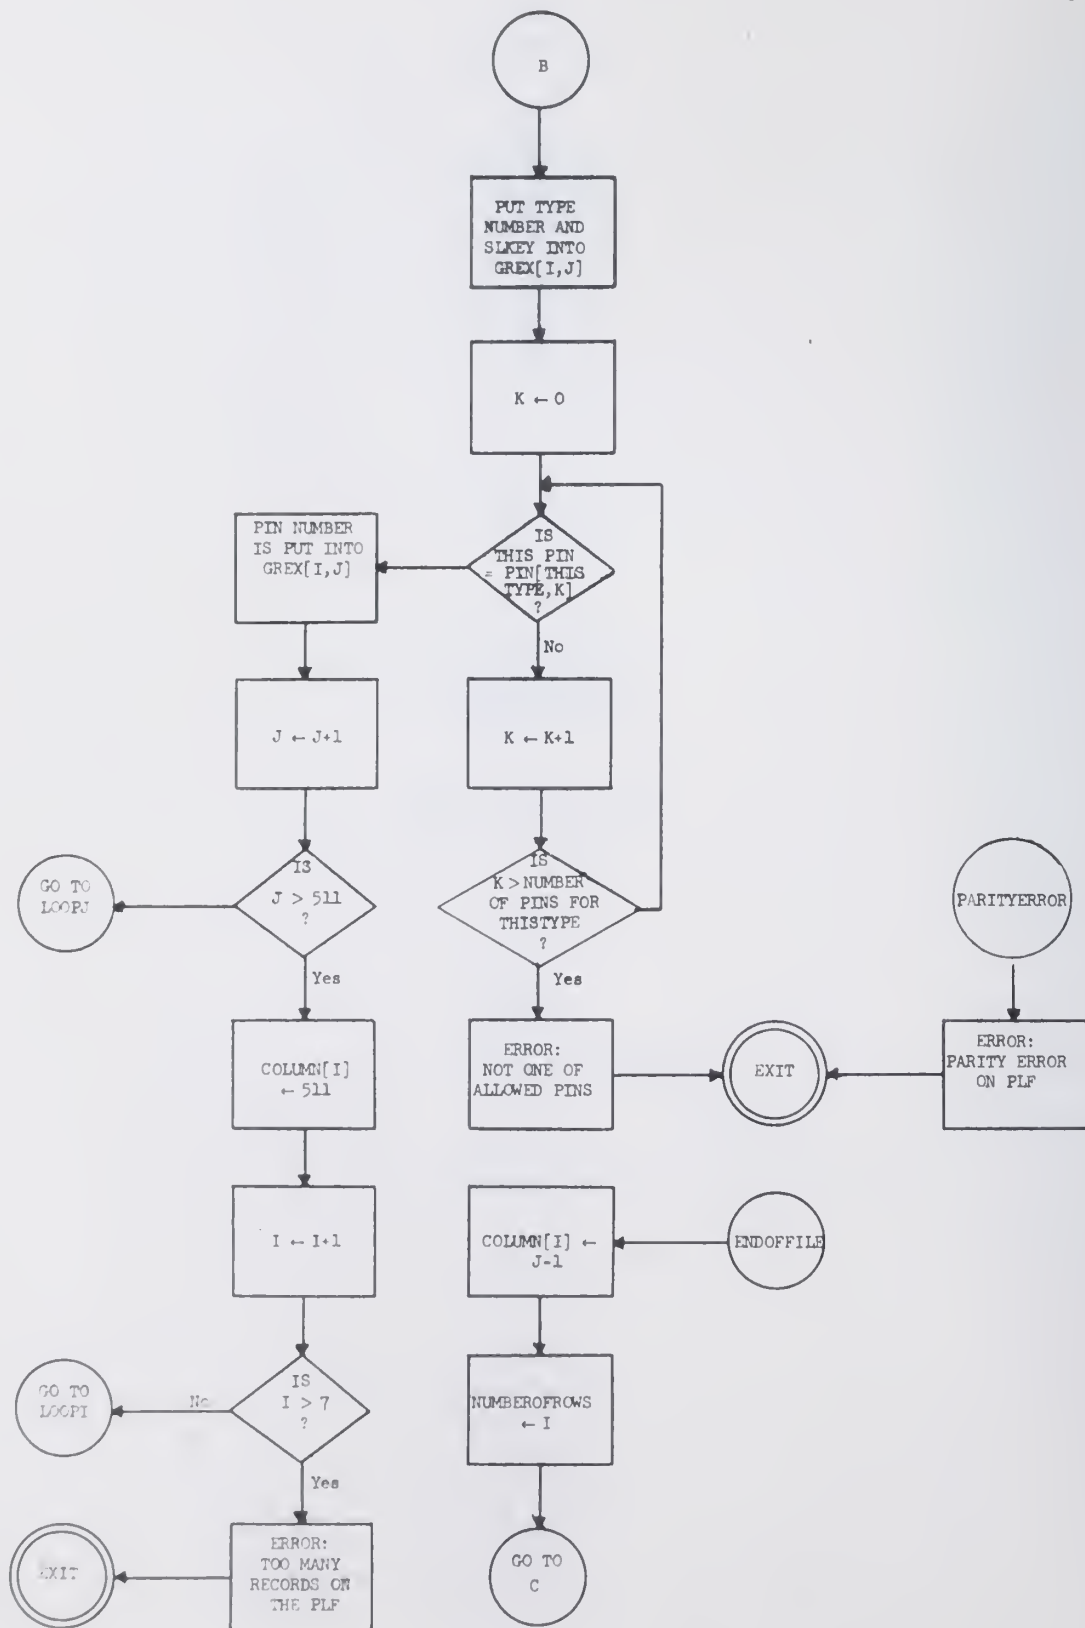 B
PUT TYPE
NUMBER AND
SLKEY INTO
GREX[I,J]
K ← 0
IS
THIS PIN
= PIN[THIS
TYPE,K]
?
PIN NUMBER
IS PUT INTO
GREX[I,J]
No
J ← J+1
K ← K+1
IS
J > 511
?
GO TO
LOOPJ
IS
K > NUMBER
OF PINS FOR
THISTYPE
?
PARITYERROR
Yes
Yes
COLUMN[I]
← 511
ERROR:
NOT ONE OF
ALLOWED PINS
EXIT
ERROR:
PARITY ERROR
ON PLF
I ← I+1
COLUMN[I] ←
J-1
ENDOFFILE
IS
I > 7
?
No
GO TO
LOOPI
NUMBEROFROWS
← I
Yes
ERROR:
TOO MANY
RECORDS ON
THE PLF
EXIT
GO TO
C